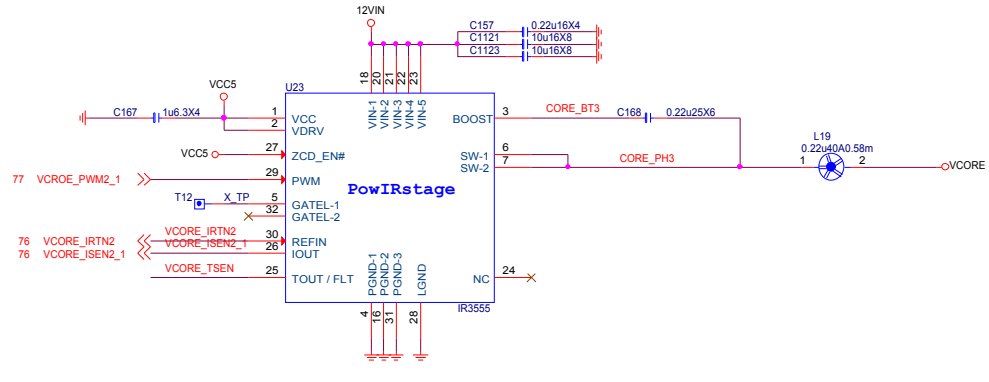 12VIN
C157 0.22u16X4
C1121 10u16X8
C1123 10u16X8
18 20 21 22 23
VCC5
U23
C167 1u6.3X4
1 VCC
2 VDRV
VIN-1 VIN-2 VIN-3 VIN-4 VIN-5
BOOST 3 CORE_BT3
C168 0.22u25X6
VCC5 27 ZCD_EN#
SW-1 6
SW-2 7 CORE_PH3
L19
0.22u40A0.58m
1 2 VCORE
77 VCROE_PWM2_1 29 PWM
PowIRstage
T12 X_TP 5 GATEL-1
32 GATEL-2
76 VCORE_IRTN2 VCORE_IRTN2 30 REFIN
76 VCORE_ISEN2_1 VCORE_ISEN2_1 26 IOUT
VCORE_TSEN 25 TOUT / FLT
PGND-1 PGND-2 PGND-3 LGND
NC 24
IR3555
4 16 31 28